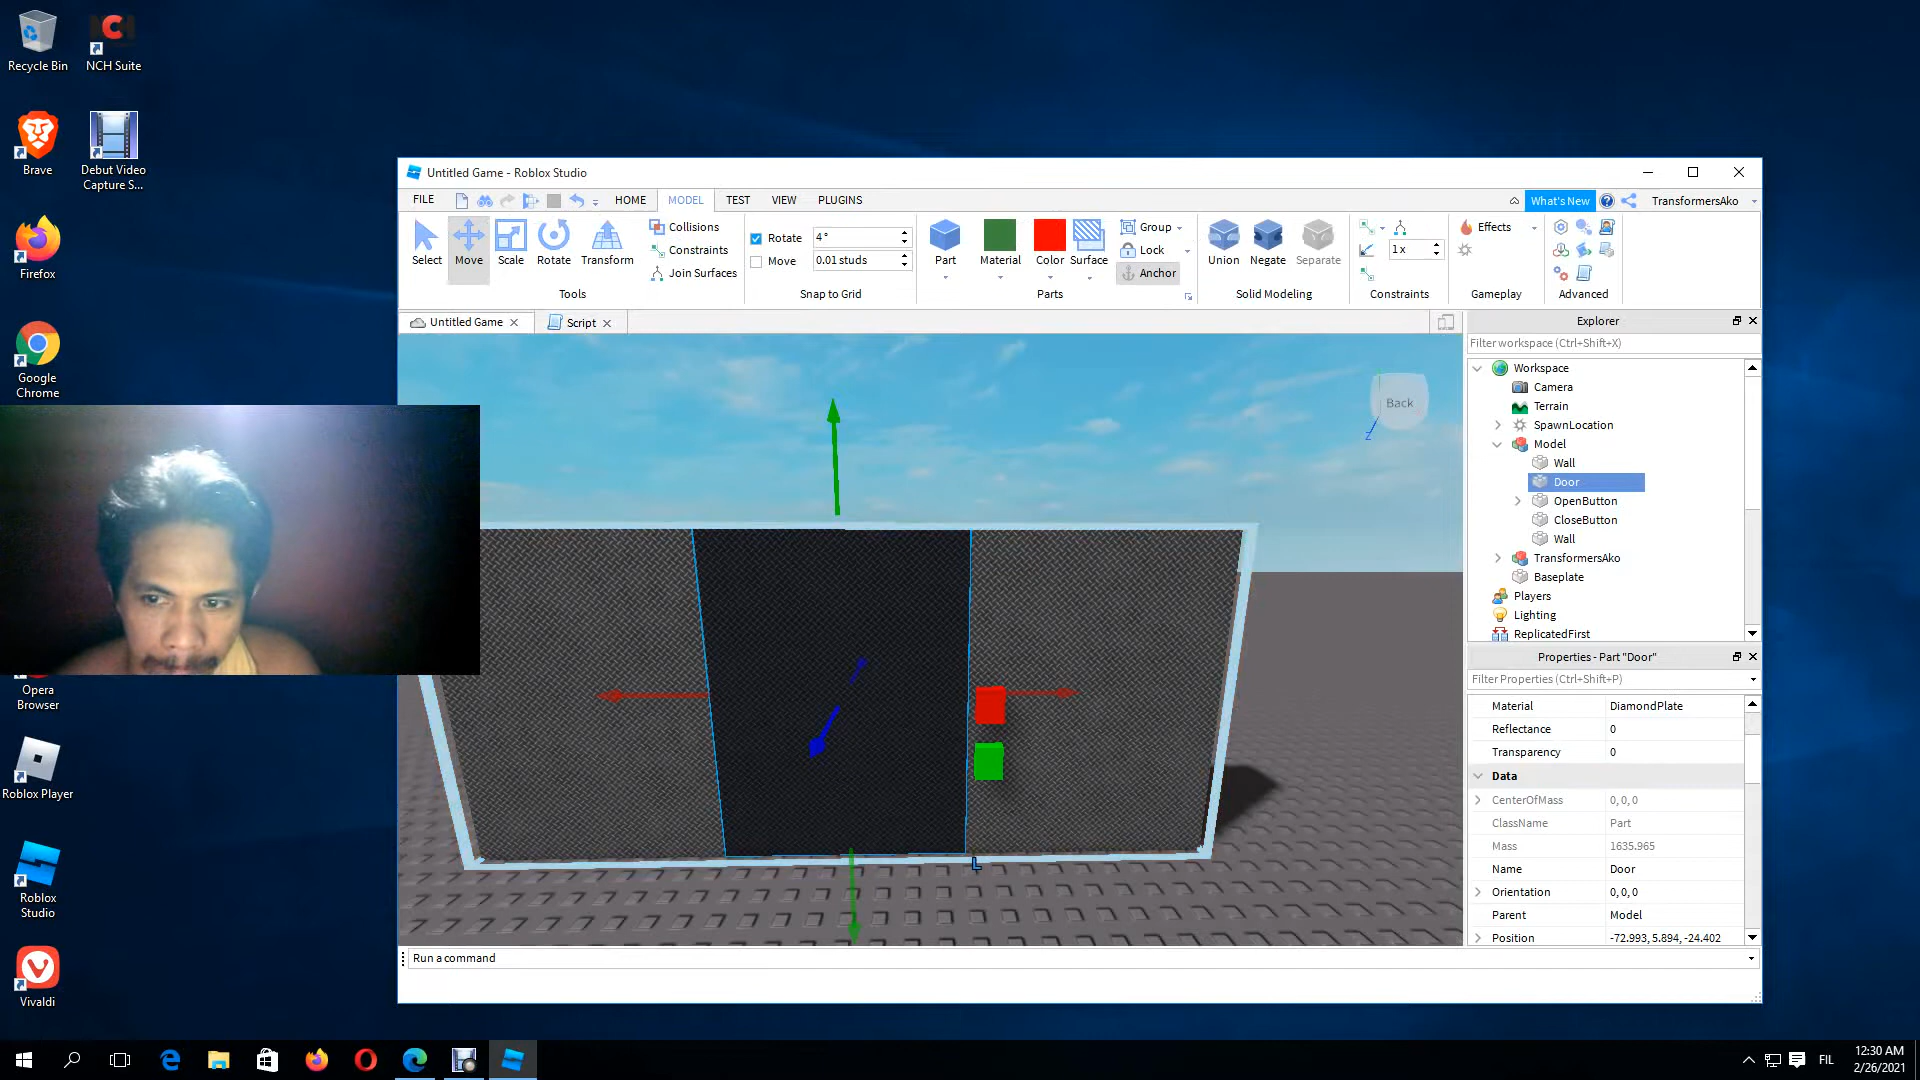 Recycle Bin
NCH Suite
Brave
Debut Video
Capture S...
Firefox
Google
Chrome
Opera
Browser
Roblox Player
Roblox
Studio
Vivaldi
Untitled Game - Roblox Studio
FILE HOME MODEL TEST VIEW PLUGINS What's New TransformersAko
Select Move Scale Rotate Transform
Collisions
Constraints
Join Surfaces
Tools
Rotate 4°
Move 0.01 studs
Snap to Grid
Part Material Color Surface
Group
Lock
Anchor
Parts
Union Negate Separate
Solid Modeling
1x
Constraints
Effects
Gameplay
Advanced
Untitled Game
Script
Back
Z
L
Explorer
Filter workspace (Ctrl+Shift+X)
Workspace
Camera
Terrain
SpawnLocation
Model
Wall
Door
OpenButton
CloseButton
Wall
TransformersAko
Baseplate
Players
Lighting
ReplicatedFirst
Properties - Part "Door"
Filter Properties (Ctrl+Shift+P)
Material DiamondPlate
Reflectance 0
Transparency 0
Data
CenterOfMass 0, 0, 0
ClassName Part
Mass 1635.965
Name Door
Orientation 0, 0, 0
Parent Model
Position -72.993, 5.894, -24.402
Run a command
FIL
12:30 AM
2/26/2021